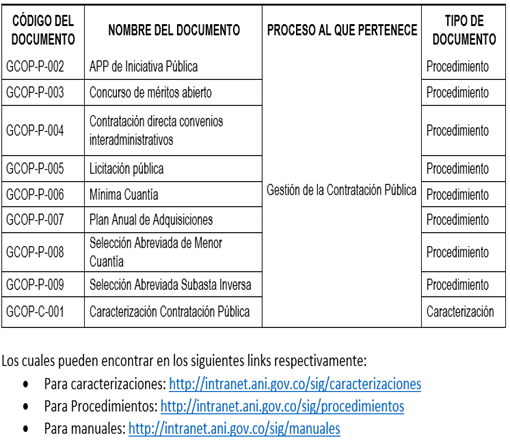 CÓDIGO DEL DOCUMENTO NOMBRE DEL DOCUMENTO PROCESO AL QUE PERTENECE TIPO DE DOCUMENTO
GCOP-P-002 APP de Iniciativa Pública Procedimiento
GCOP-P-003 Concurso de méritos abierto Procedimiento
GCOP-P-004 Contratación directa convenios interadministrativos Procedimiento
GCOP-P-005 Licitación pública Procedimiento
GCOP-P-006 Mínima Cuantía Gestión de la Contratación Pública Procedimiento
GCOP-P-007 Plan Anual de Adquisiciones Procedimiento
GCOP-P-008 Selección Abreviada de Menor Cuantía Procedimiento
GCOP-P-009 Selección Abreviada Subasta Inversa Procedimiento
GCOP-C-001 Caracterización Contratación Pública Caracterización
Los cuales pueden encontrar en los siguientes links respectivamente:
• Para caracterizaciones: http://intranet.ani.gov.co/sig/caracterizaciones
• Para Procedimientos: http://intranet.ani.gov.co/sig/procedimientos
• Para manuales: http://intranet.ani.gov.co/sig/manuales